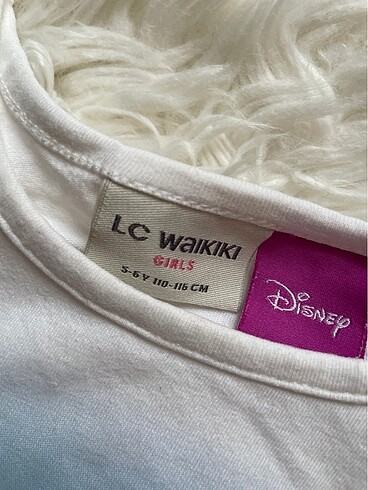 LC WAIKIKI
GIRLS
5-6 Y 110-116 CM
Disney